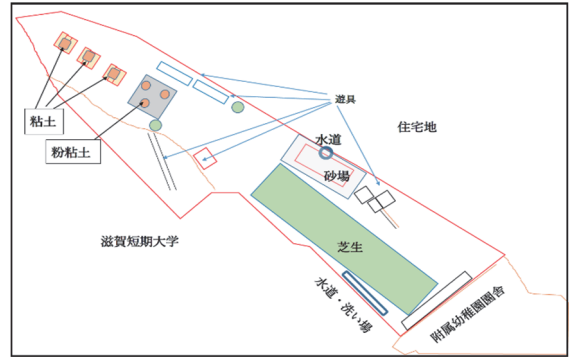 遊具
住宅地
水道
粘土
粉粘土
砂場
滋賀短期大学
芝生
水道・洗い場
附属幼稚園園舎